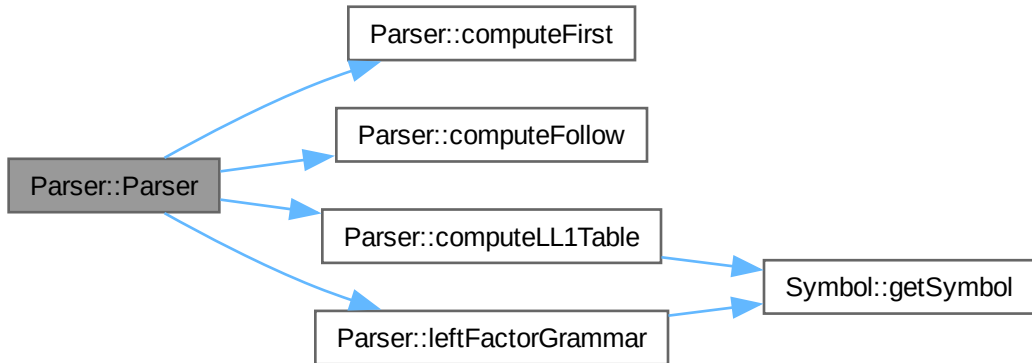 Parser::computeFirst
Parser::computeFollow
Parser::Parser
Parser::computeLL1Table
Symbol::getSymbol
Parser::leftFactorGrammar